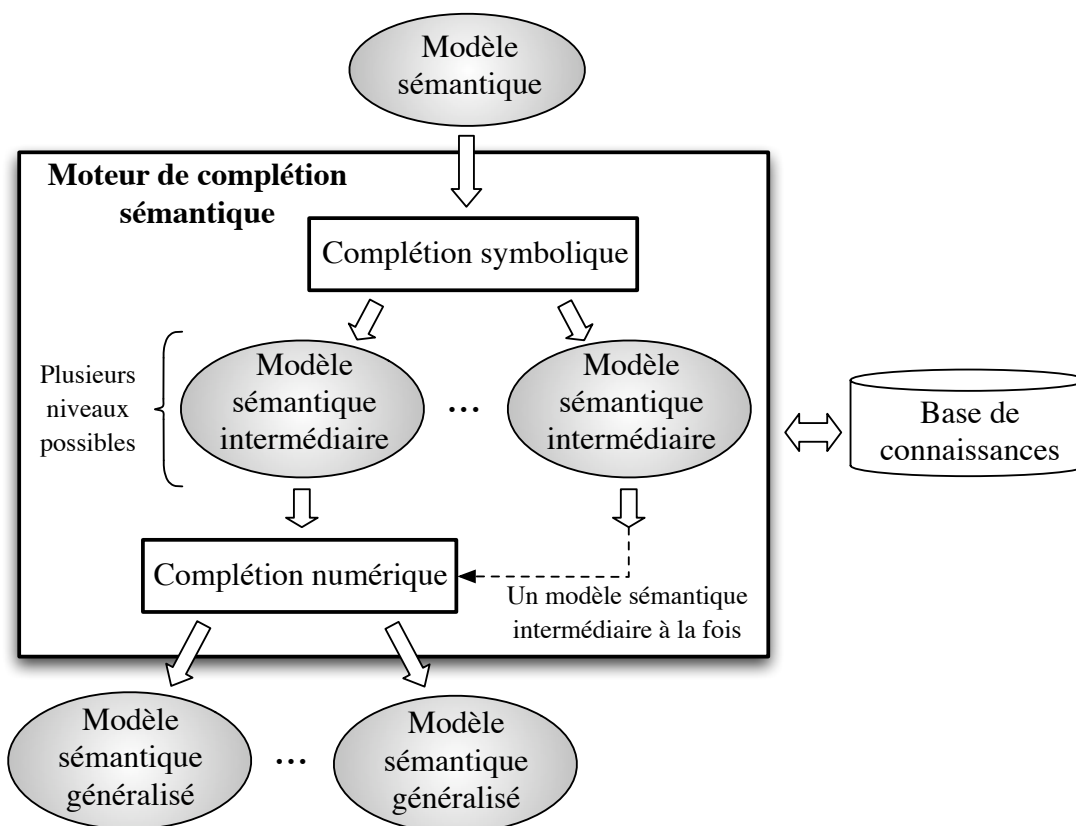 Modèle
sémantique
Moteur de complétion
sémantique
Complétion symbolique
Plusieurs
niveaux
possibles
Modèle
sémantique
intermédiaire
...
Modèle
sémantique
intermédiaire
Base de
connaissances
Complétion numérique
Un modèle sémantique
intermédiaire à la fois
Modèle
sémantique
généralisé
...
Modèle
sémantique
généralisé